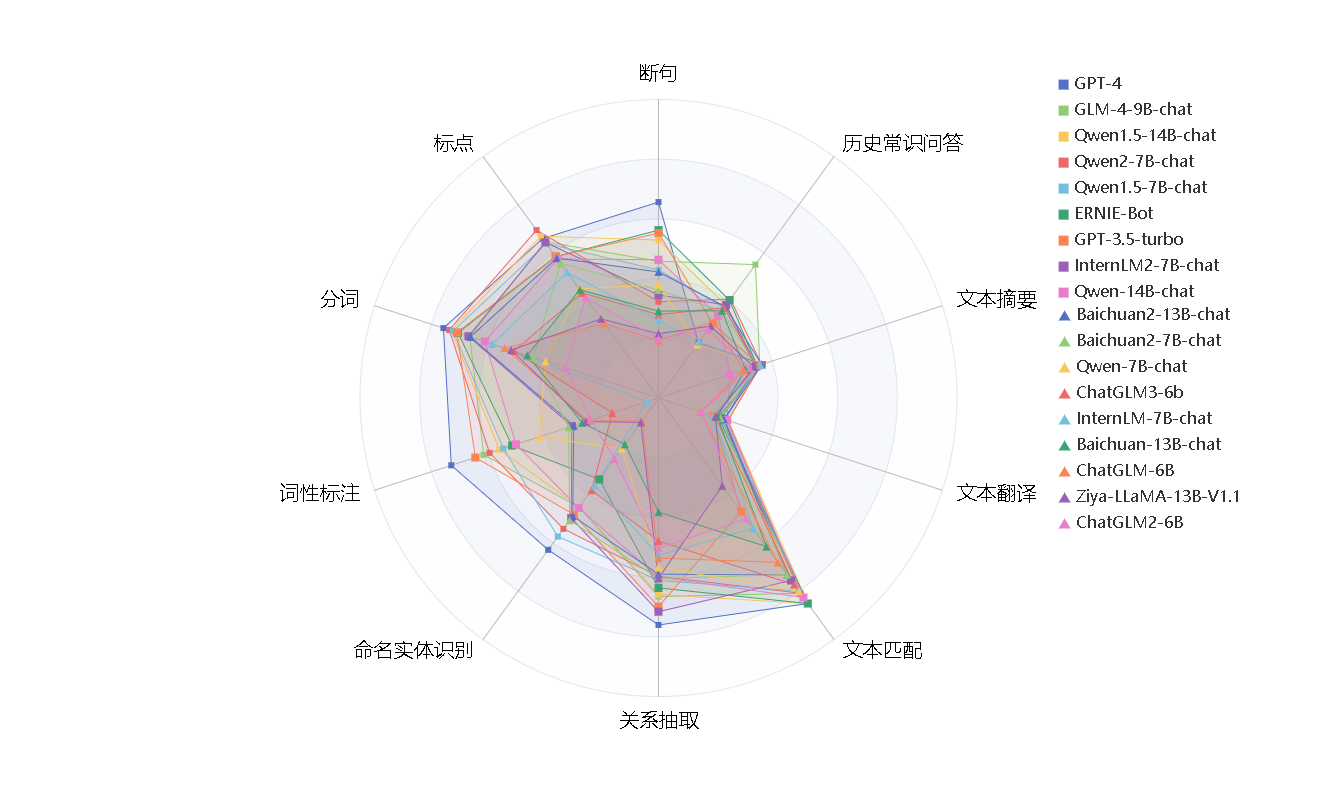 断句
标点
历史常识问答
分词
文本摘要
词性标注
文本翻译
命名实体识别
文本匹配
关系抽取
GPT-4
GLM-4-9B-chat
Qwen1.5-14B-chat
Qwen2-7B-chat
Qwen1.5-7B-chat
ERNIE-Bot
GPT-3.5-turbo
InternLM2-7B-chat
Qwen-14B-chat
Baichuan2-13B-chat
Baichuan2-7B-chat
Qwen-7B-chat
ChatGLM3-6b
InternLM-7B-chat
Baichuan-13B-chat
ChatGLM-6B
Ziya-LLaMA-13B-V1.1
ChatGLM2-6B